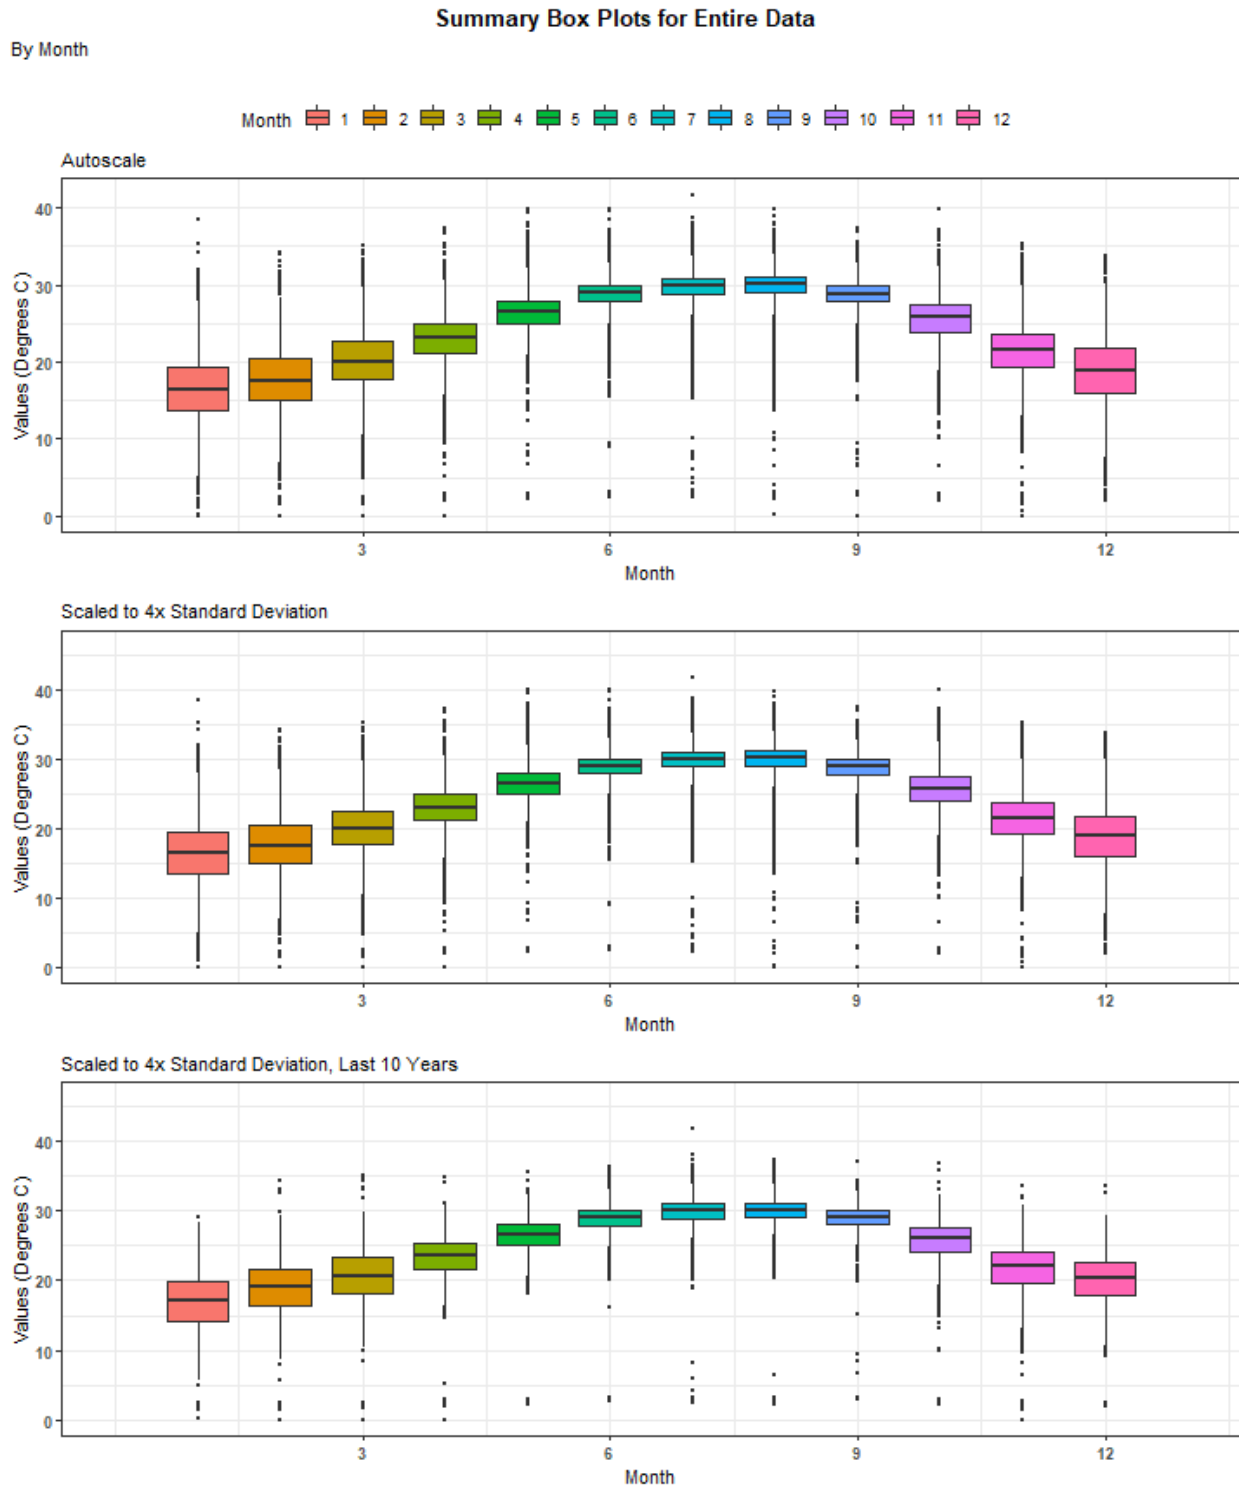 Summary Box Plots for Entire Data
By Month
Month 1 2 3 4 5 6 7 8 9 10 11 12
Autoscale
Values (Degrees C)
40
30
20
10
0
3 6 9 12
Month
Scaled to 4x Standard Deviation
Values (Degrees C)
40
30
20
10
0
3 6 9 12
Month
Scaled to 4x Standard Deviation, Last 10 Years
Values (Degrees C)
40
30
20
10
0
3 6 9 12
Month